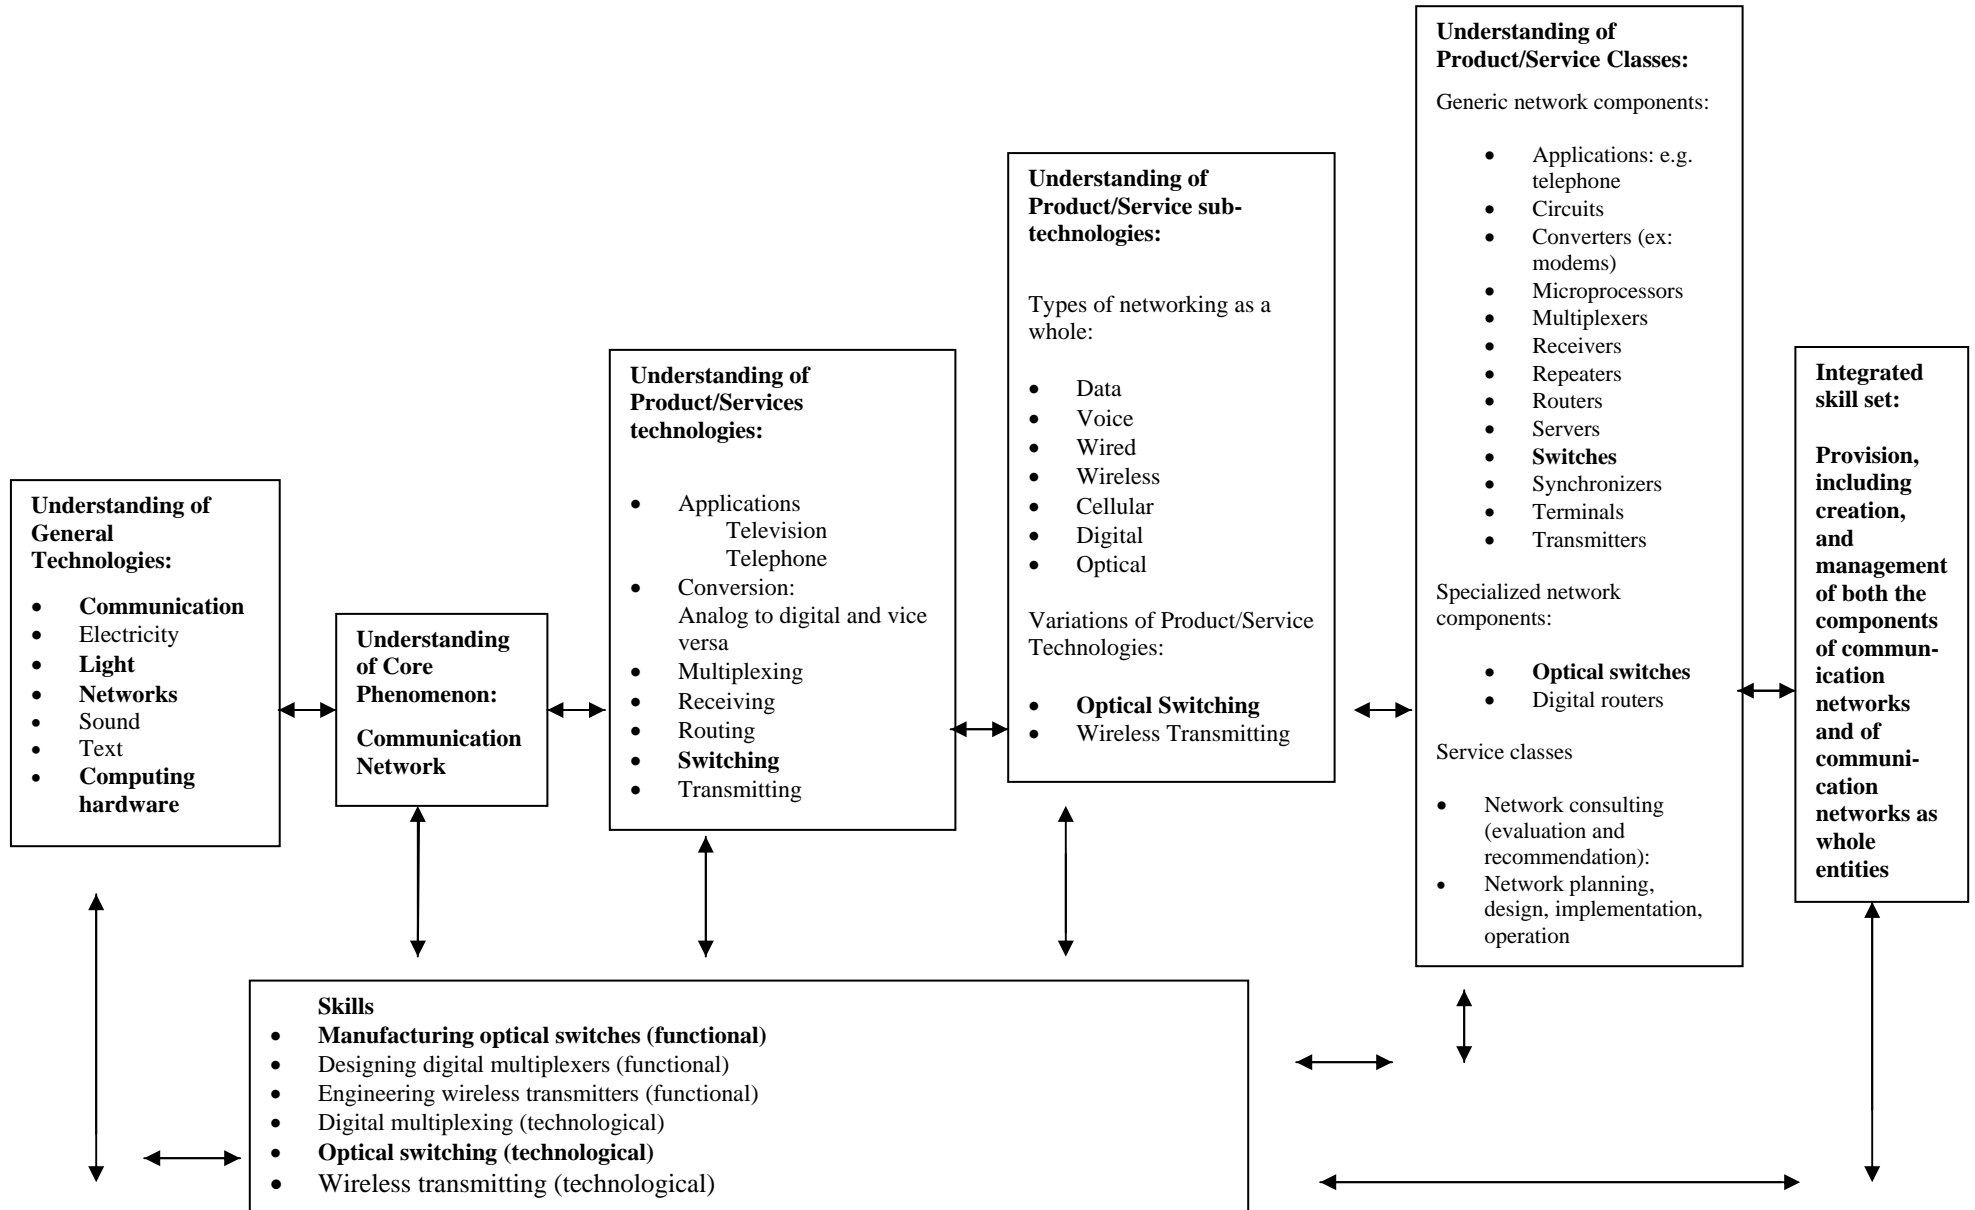 Understanding of
General
Technologies:
• Communication
• Electricity
• Light
• Networks
• Sound
• Text
• Computing
hardware
Understanding
of Core
Phenomenon:
Communication
Network
Understanding of
Product/Services
technologies:
• Applications
Television
Telephone
• Conversion:
Analog to digital and vice
versa
• Multiplexing
• Receiving
• Routing
• Switching
• Transmitting
Understanding of
Product/Service sub-
technologies:
Types of networking as a
whole:
• Data
• Voice
• Wired
• Wireless
• Cellular
• Digital
• Optical
Variations of Product/Service
Technologies:
• Optical Switching
• Wireless Transmitting
Understanding of
Product/Service Classes:
Generic network components:
• Applications: e.g.
telephone
• Circuits
• Converters (ex:
modems)
• Microprocessors
• Multiplexers
• Receivers
• Repeaters
• Routers
• Servers
• Switches
• Synchronizers
• Terminals
• Transmitters
Specialized network
components:
• Optical switches
• Digital routers
Service classes
• Network consulting
(evaluation and
recommendation):
• Network planning,
design, implementation,
operation
Integrated
skill set:
Provision,
including
creation,
and
management
of both the
components
of commun-
ication
networks
and of
communi-
cation
networks as
whole
entities
Skills
• Manufacturing optical switches (functional)
• Designing digital multiplexers (functional)
• Engineering wireless transmitters (functional)
• Digital multiplexing (technological)
• Optical switching (technological)
• Wireless transmitting (technological)